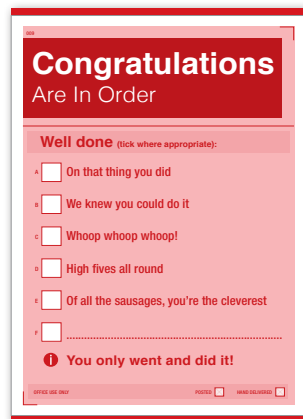 Congratulations
Are In Order
Well done (tick where appropriate):
A On that thing you did
B We knew you could do it
C Whoop whoop whoop!
D High fives all round
E Of all the sausages, you're the cleverest
F
i You only went and did it!
OFFICE USE ONLY POSTED HAND DELIVERED